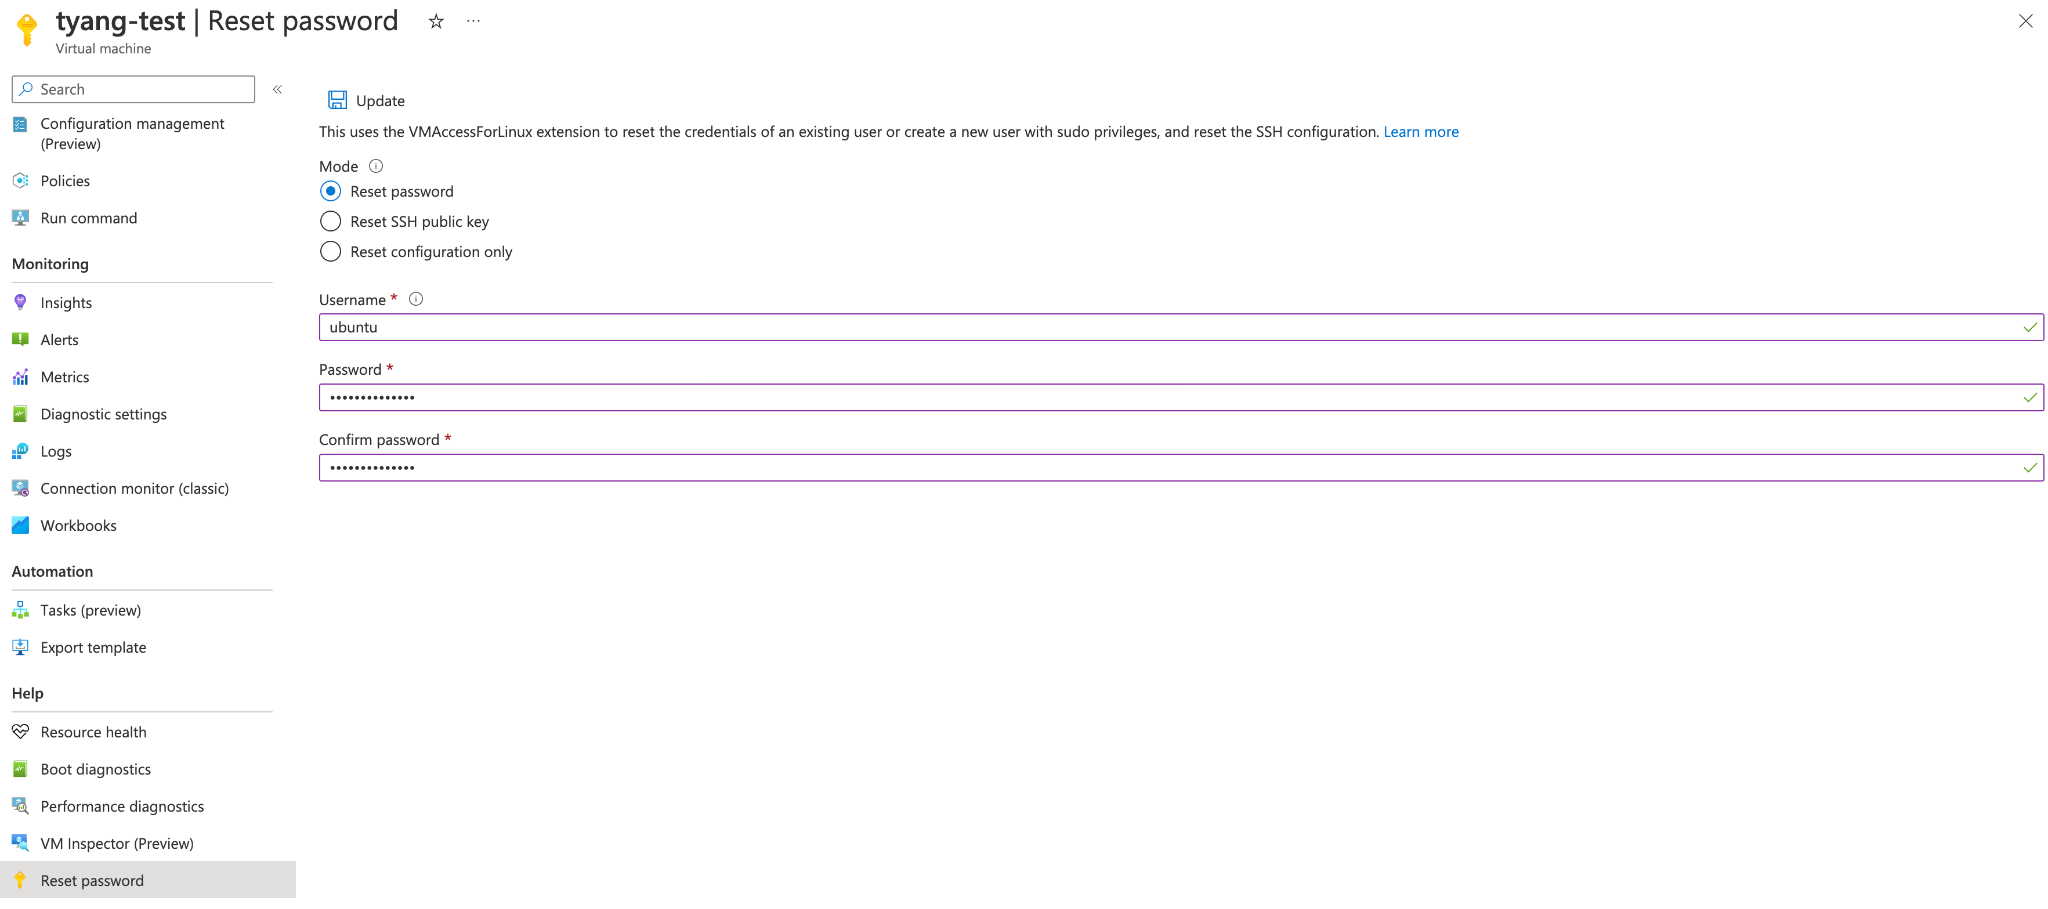 tyang-test | Reset password ☆ ···
Virtual machine
Search «
Configuration management
(Preview)
Policies
Run command
Monitoring
Insights
Alerts
Metrics
Diagnostic settings
Logs
Connection monitor (classic)
Workbooks
Automation
Tasks (preview)
Export template
Help
Resource health
Boot diagnostics
Performance diagnostics
VM Inspector (Preview)
Reset password
Update
This uses the VMAccessForLinux extension to reset the credentials of an existing user or create a new user with sudo privileges, and reset the SSH configuration. Learn more
Mode
Reset password
Reset SSH public key
Reset configuration only
Username *
ubuntu
Password *
••••••••••••••
Confirm password *
••••••••••••••